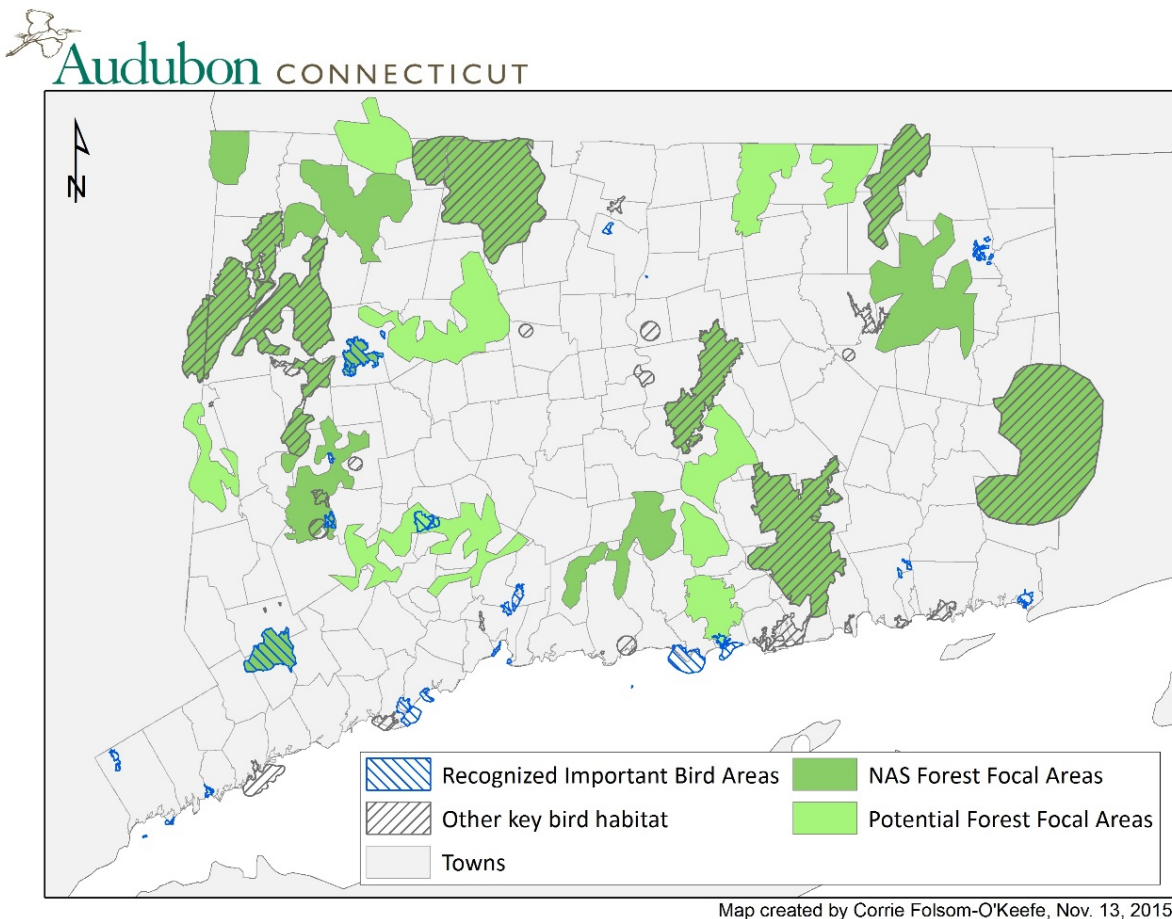 Audubon CONNECTICUT
N
Recognized Important Bird Areas
NAS Forest Focal Areas
Other key bird habitat
Potential Forest Focal Areas
Towns
Map created by Corrie Folsom-O'Keefe, Nov. 13, 2015